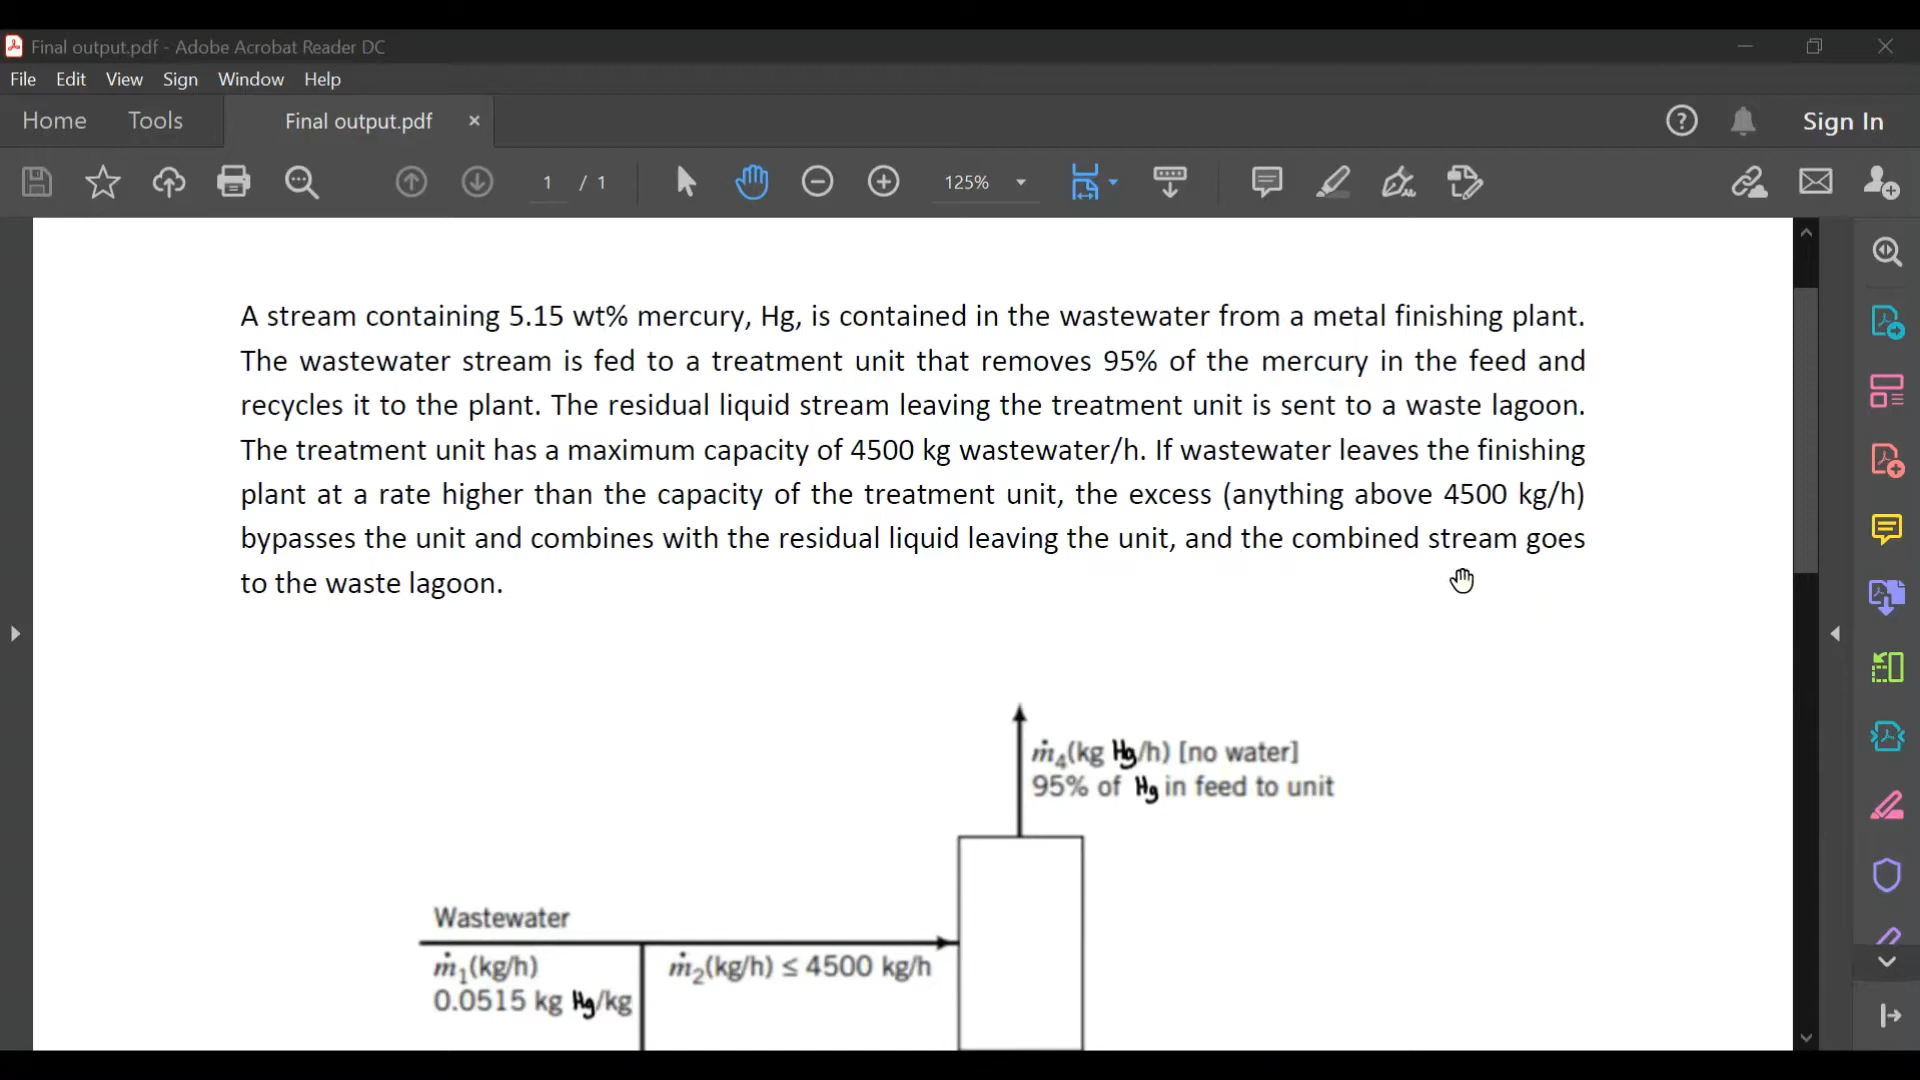 Final output.pdf - Adobe Acrobat Reader DC
File Edit View Sign Window Help
Home Tools Final output.pdf × Sign In
1 / 1 125%
A stream containing 5.15 wt% mercury, Hg, is contained in the wastewater from a metal finishing plant.
The wastewater stream is fed to a treatment unit that removes 95% of the mercury in the feed and
recycles it to the plant. The residual liquid stream leaving the treatment unit is sent to a waste lagoon.
The treatment unit has a maximum capacity of 4500 kg wastewater/h. If wastewater leaves the finishing
plant at a rate higher than the capacity of the treatment unit, the excess (anything above 4500 kg/h)
bypasses the unit and combines with the residual liquid leaving the unit, and the combined stream goes
to the waste lagoon.
ṁ₄(kg Hg/h) [no water]
95% of Hg in feed to unit
Wastewater
ṁ₁(kg/h)
0.0515 kg Hg/kg
ṁ₂(kg/h) ≤ 4500 kg/h